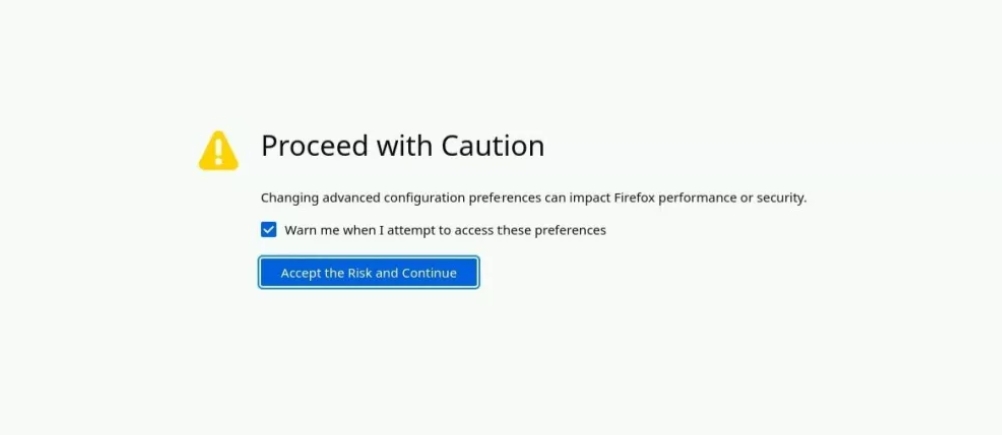 Proceed with Caution
Changing advanced configuration preferences can impact Firefox performance or security.
Warn me when I attempt to access these preferences
Accept the Risk and Continue